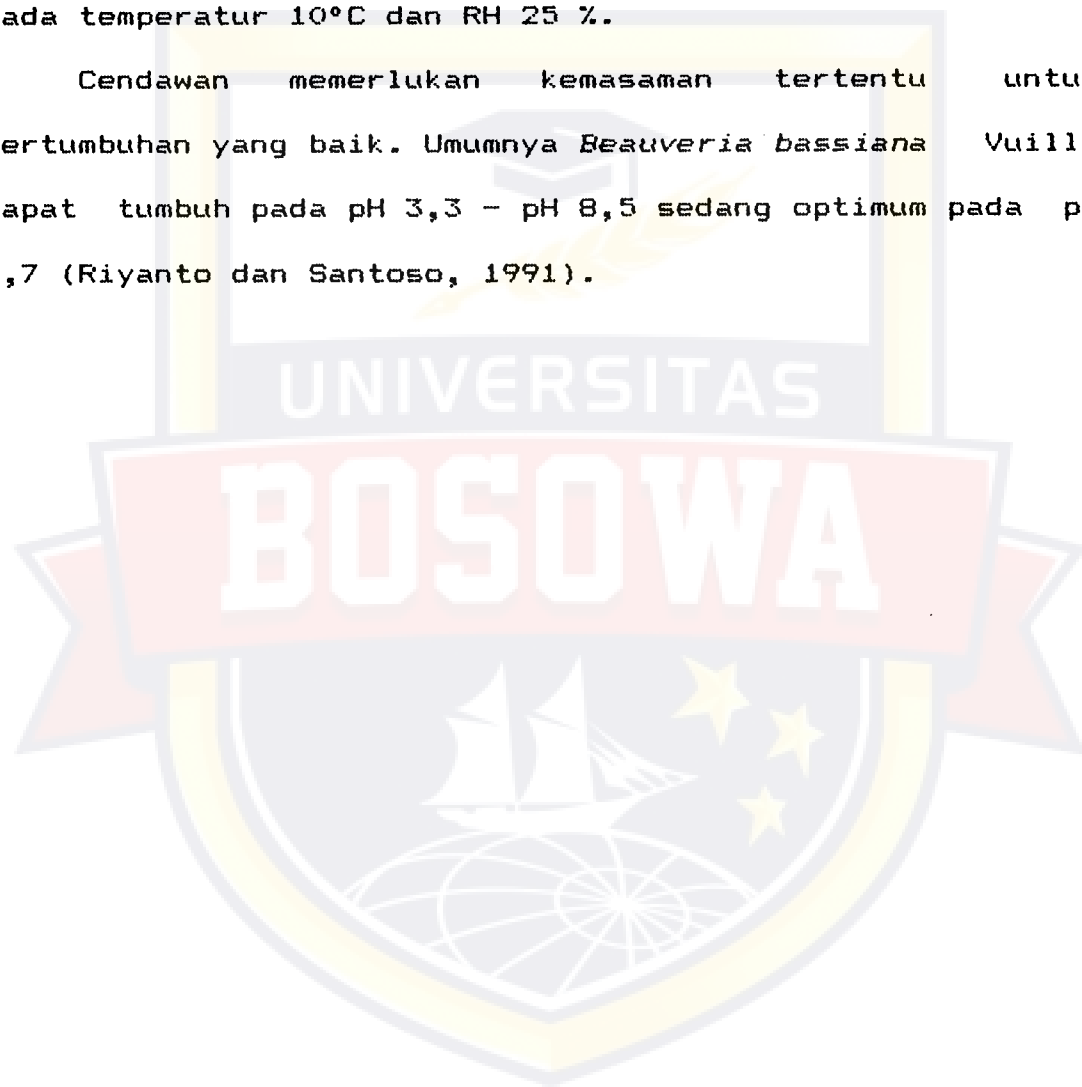 ada temperatur 10°C dan RH 25 %.
Cendawan memerlukan kemasaman tertentu untu
ertumbuhan yang baik. Umumnya Beauveria bassiana Vuill
apat tumbuh pada pH 3,3 - pH 8,5 sedang optimum pada p
,7 (Riyanto dan Santoso, 1991).
UNIVERSITAS
BOSOWA